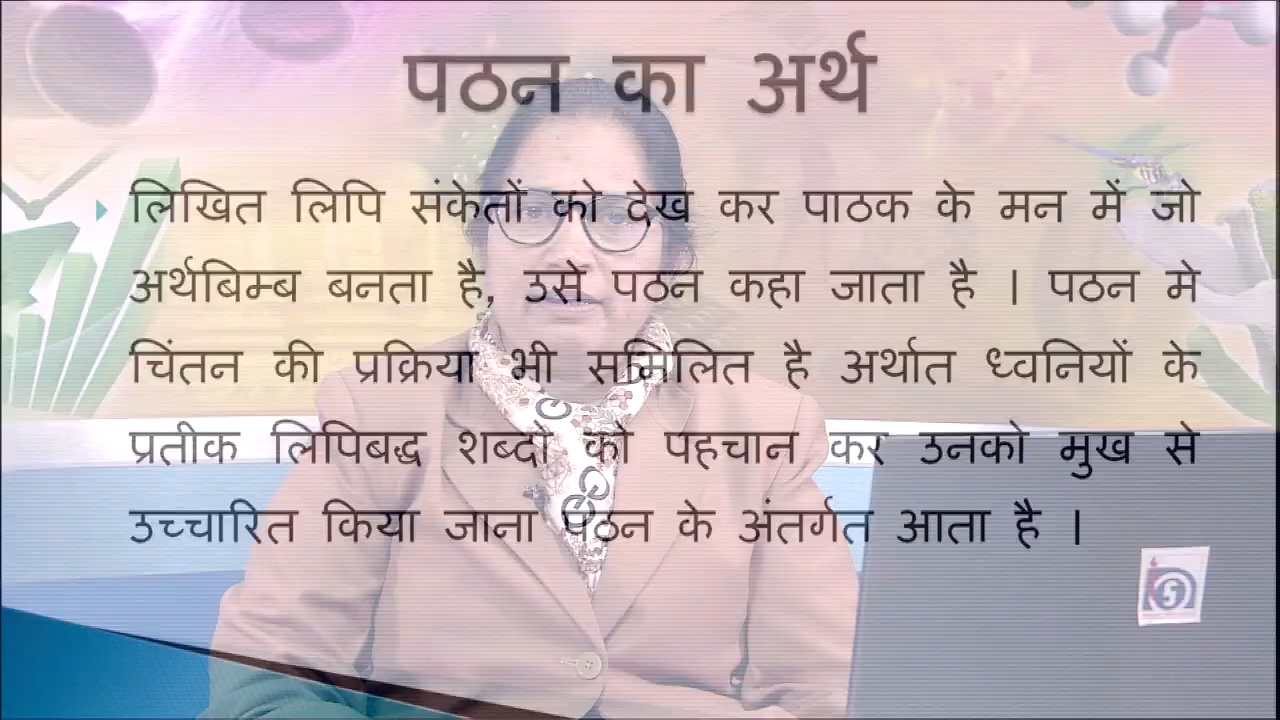 पठन का अर्थ
लिखित लिपि संकेतों को देख कर पाठक के मन में जो
अर्थबिम्ब बनता है, उसे पठन कहा जाता है । पठन मे
चिंतन की प्रक्रिया भी सम्मिलित है अर्थात ध्वनियों के
प्रतीक लिपिबद्ध शब्दों को पहचान कर उनको मुख से
उच्चारित किया जाना पठन के अंतर्गत आता है ।